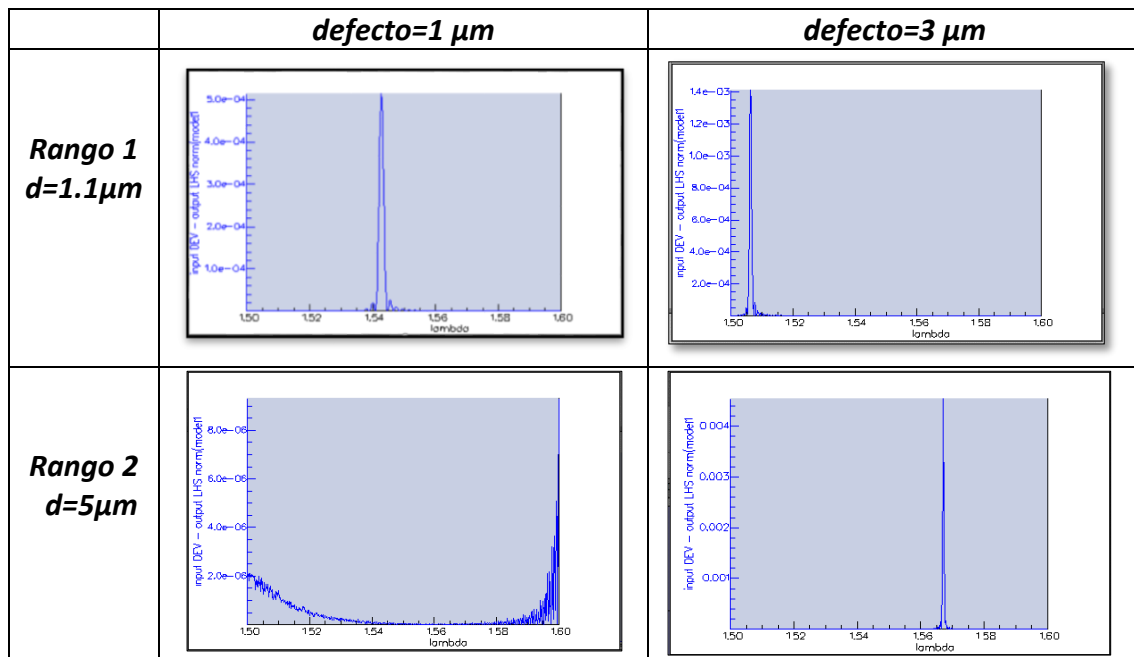 defecto=1 µm
defecto=3 µm
Rango 1
d=1.1µm
input DEV – output LHS norm(model1
5.0e-04
4.0e-04
3.0e-04
2.0e-04
1.0e-04
1.50 1.52 1.54 1.56 1.58 1.60
lambda
input DEV – output LHS norm(model1
1.4e-03
1.2e-03
1.0e-03
8.0e-04
6.0e-04
4.0e-04
2.0e-04
1.50 1.52 1.54 1.56 1.58 1.60
lambda
Rango 2
d=5µm
input DEV – output LHS norm(model1
8.0e-06
6.0e-06
4.0e-06
2.0e-06
1.50 1.52 1.54 1.56 1.58 1.60
lambda
input DEV – output LHS norm(model1
0.004
0.003
0.002
0.001
1.50 1.52 1.54 1.56 1.58 1.60
lambda